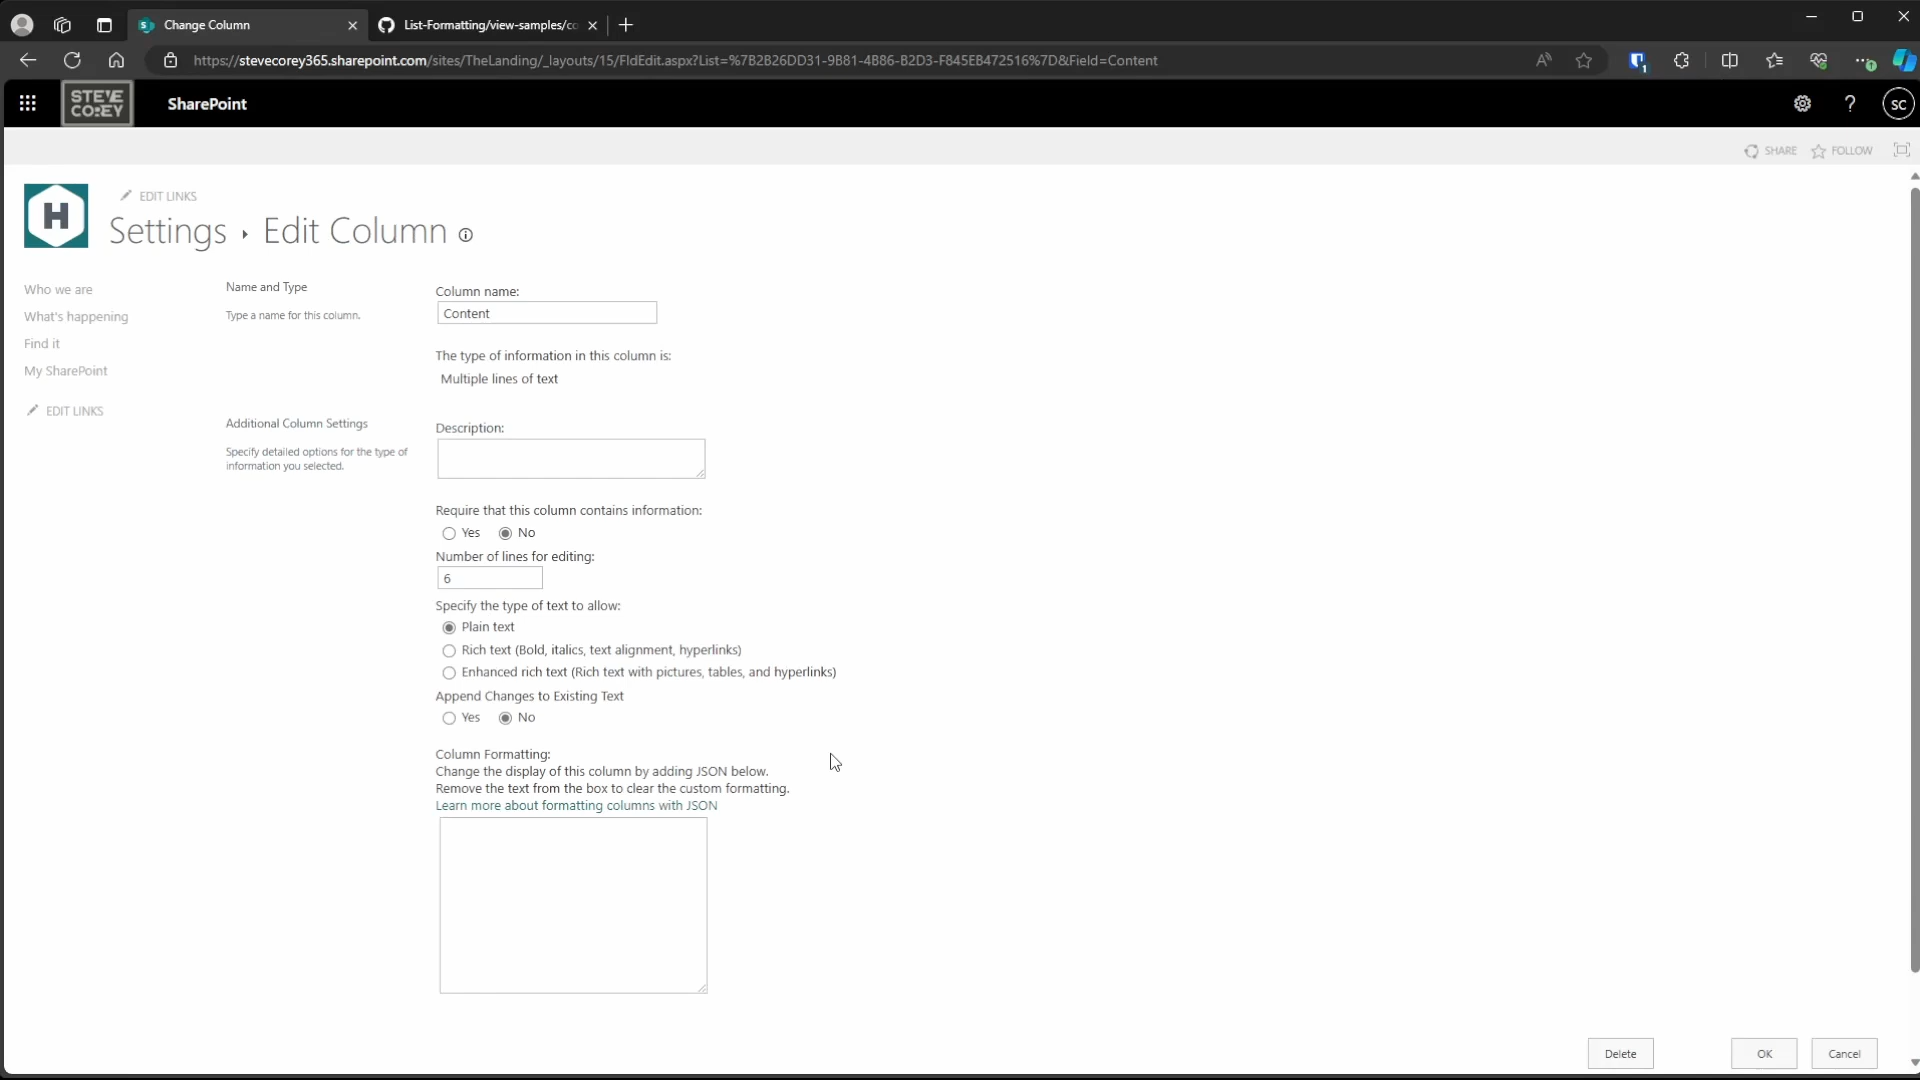 Change Column
List-Formatting/view-samples/co
https://stevecorey365.sharepoint.com/sites/TheLanding/_layouts/15/FldEdit.aspx?List=%7B2B26DD31-9B81-4B86-B2D3-F845EB472516%7D&Field=Content
STEVE
COREY
SharePoint
?
SC
SHARE
FOLLOW
H
EDIT LINKS
Settings ▸ Edit Column
Who we are
What's happening
Find it
My SharePoint
EDIT LINKS
Name and Type
Type a name for this column.
Column name:
Content
The type of information in this column is:
Multiple lines of text
Additional Column Settings
Specify detailed options for the type of
information you selected.
Description:
Require that this column contains information:
Yes No
Number of lines for editing:
6
Specify the type of text to allow:
Plain text
Rich text (Bold, italics, text alignment, hyperlinks)
Enhanced rich text (Rich text with pictures, tables, and hyperlinks)
Append Changes to Existing Text
Yes No
Column Formatting:
Change the display of this column by adding JSON below.
Remove the text from the box to clear the custom formatting.
Learn more about formatting columns with JSON
Delete OK Cancel